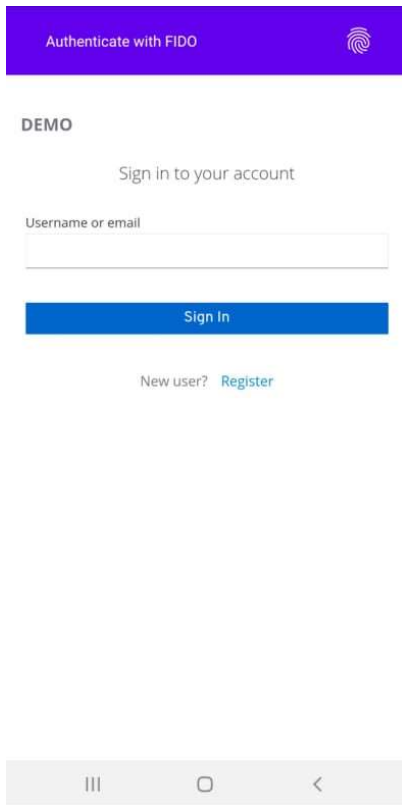 Authenticate with FIDO
DEMO
Sign in to your account
Username or email
Sign In
New user? Register